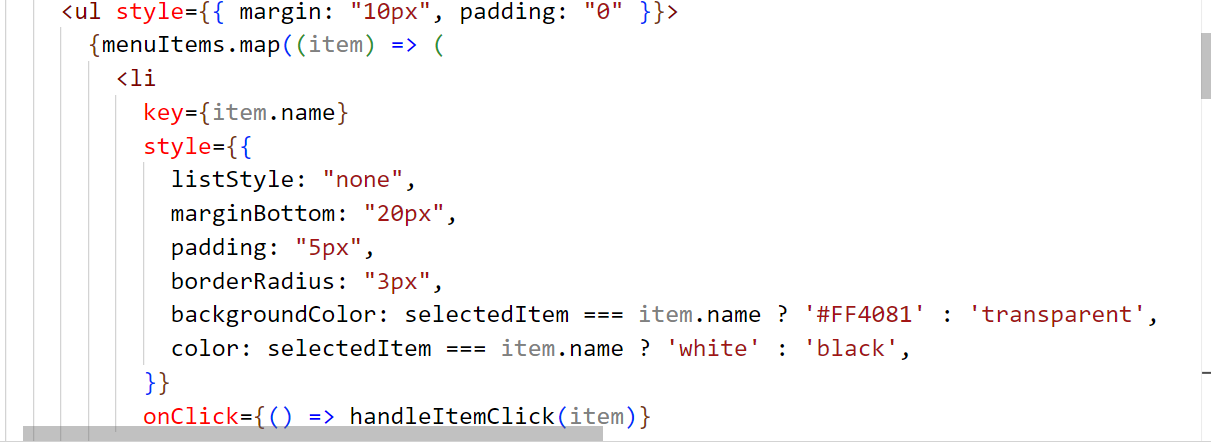 <ul style={{ margin: "10px", padding: "0" }}>
{menuItems.map((item) => (
<li
key={item.name}
style={{
listStyle: "none",
marginBottom: "20px",
padding: "5px",
borderRadius: "3px",
backgroundColor: selectedItem === item.name ? '#FF4081' : 'transparent',
color: selectedItem === item.name ? 'white' : 'black',
}}
onClick={() => handleItemClick(item)}